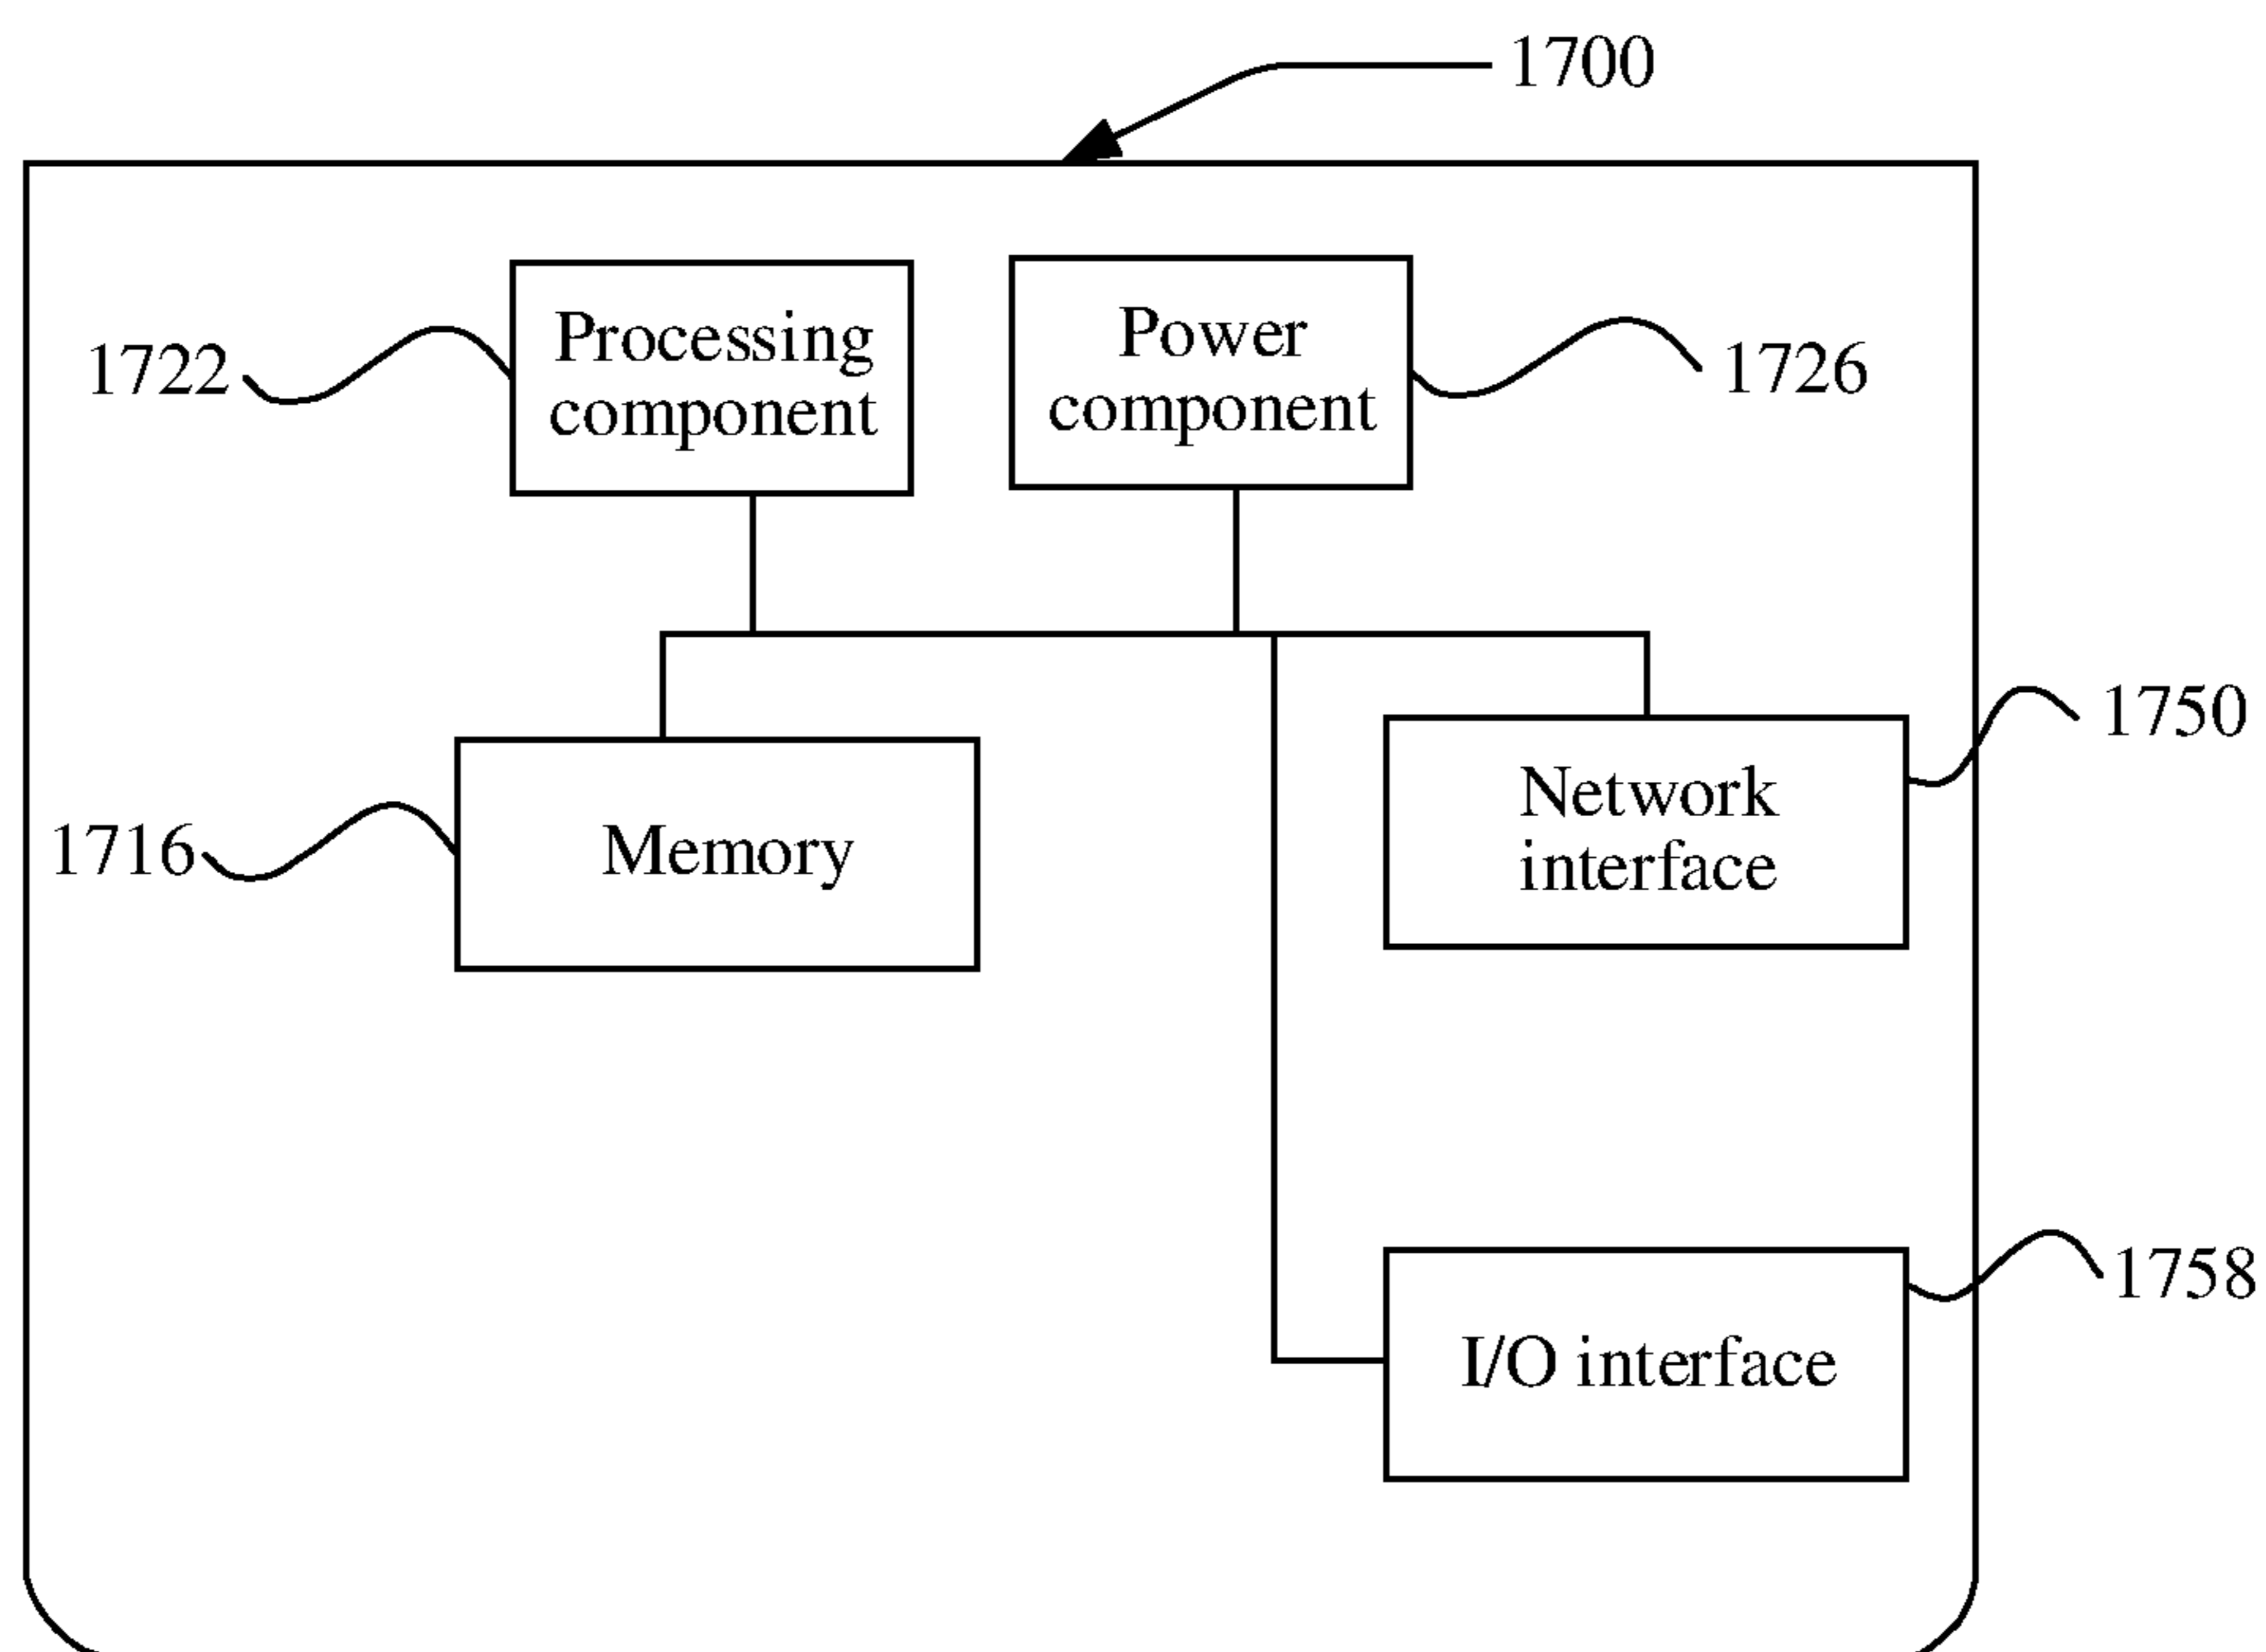 1700
Processing
component
Power
component
1722
1726
1750
Network
interface
1716
Memory
1758
I/O interface